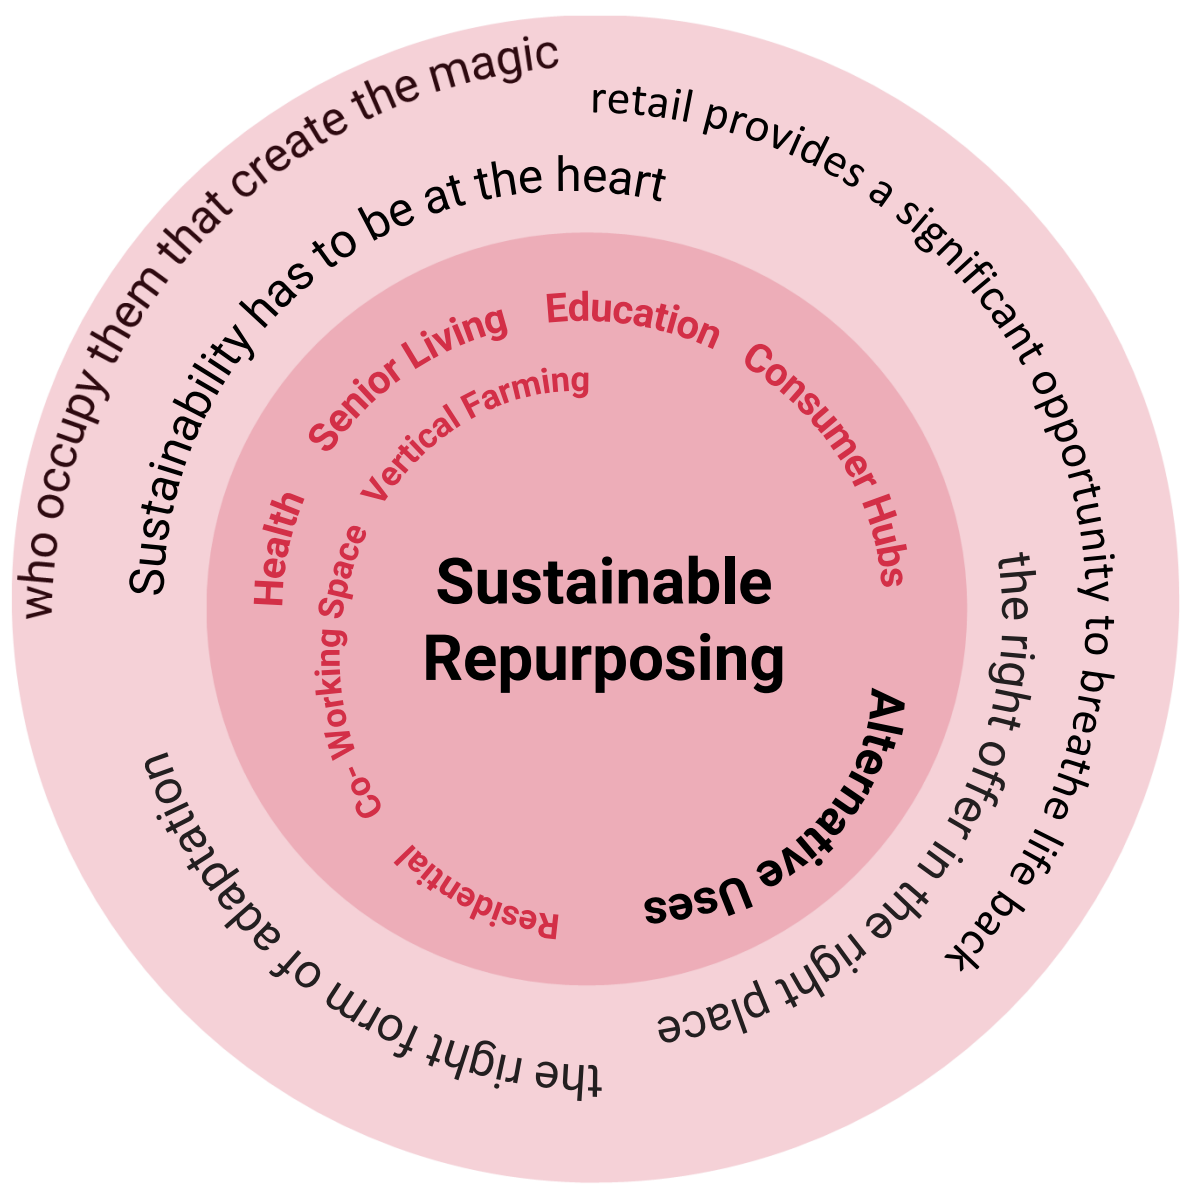 who occupy them that create the magic
retail provides a significant opportunity to breathe life back
Sustainability has to be at the heart
the right offer in the right place
the right form of adaptation
Health
Senior Living
Education
Consumer Hubs
Alternative Uses
Residential
Co- Working Space
Vertical Farming
Sustainable
Repurposing